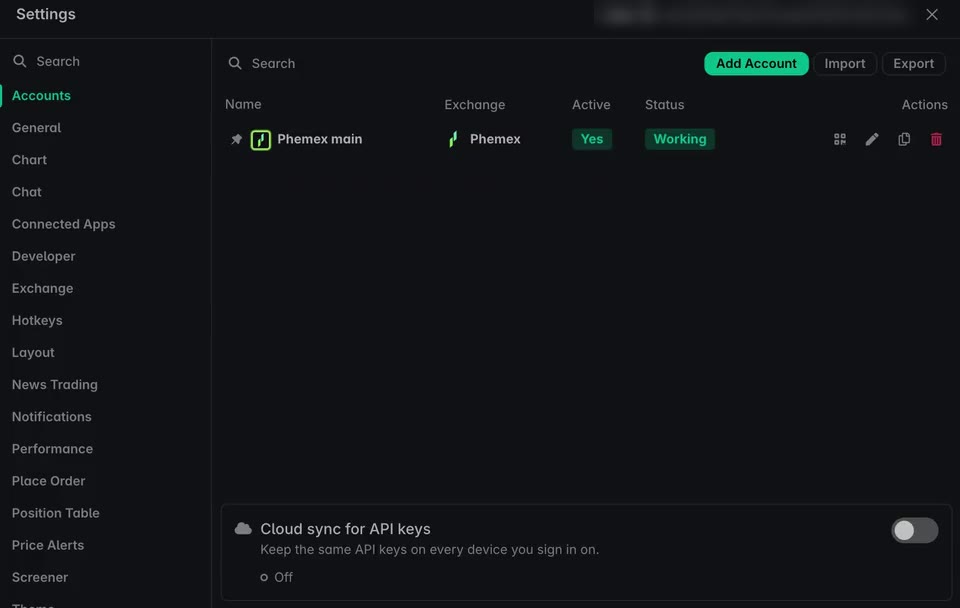 Settings
Search
Accounts
General
Chart
Chat
Connected Apps
Developer
Exchange
Hotkeys
Layout
News Trading
Notifications
Performance
Place Order
Position Table
Price Alerts
Screener
Search
Add Account Import Export
Name Exchange Active Status Actions
Phemex main Phemex Yes Working
Cloud sync for API keys
Keep the same API keys on every device you sign in on.
Off